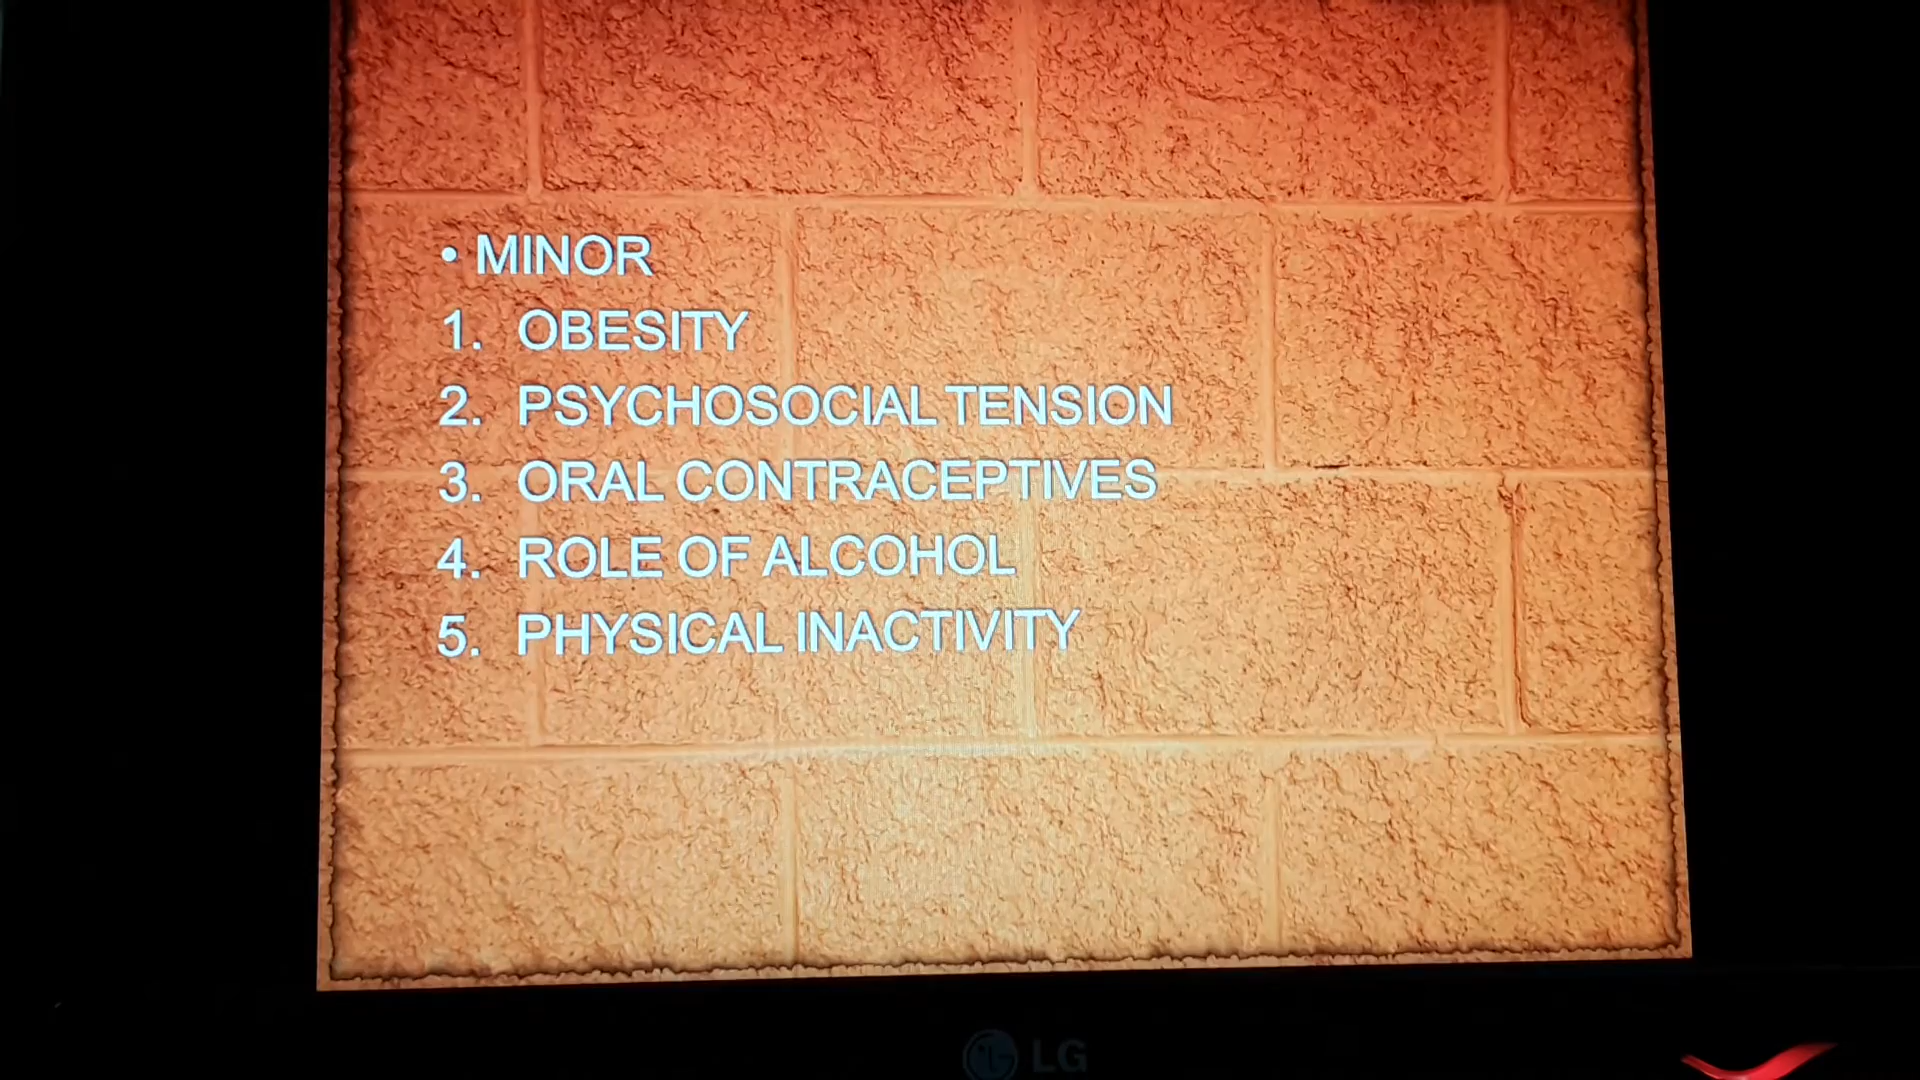 • MINOR
1. OBESITY
2. PSYCHOSOCIAL TENSION
3. ORAL CONTRACEPTIVES
4. ROLE OF ALCOHOL
5. PHYSICAL INACTIVITY
LG